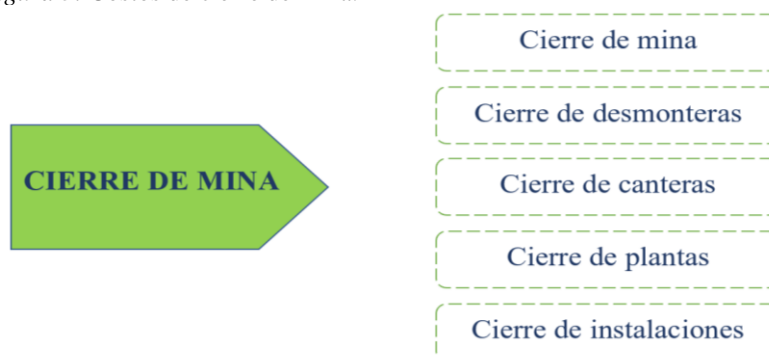 CIERRE DE MINA
Cierre de mina
Cierre de desmonteras
Cierre de canteras
Cierre de plantas
Cierre de instalaciones